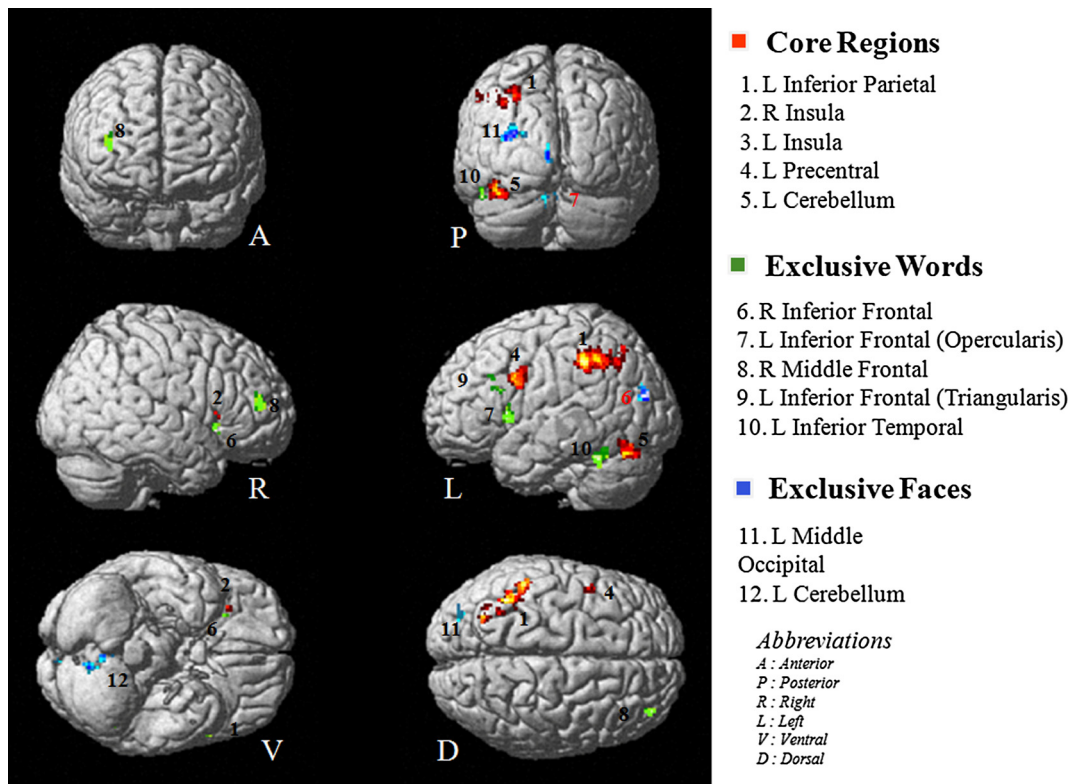 8
A
1
11
10
5
7
P
2
8
6
R
1
4
9
6
7
10
5
L
2
6
12
1
V
4
11
1
8
D
Core Regions
1. L Inferior Parietal
2. R Insula
3. L Insula
4. L Precentral
5. L Cerebellum
Exclusive Words
6. R Inferior Frontal
7. L Inferior Frontal (Opercularis)
8. R Middle Frontal
9. L Inferior Frontal (Triangularis)
10. L Inferior Temporal
Exclusive Faces
11. L Middle
Occipital
12. L Cerebellum
Abbreviations
A : Anterior
P : Posterior
R : Right
L : Left
V : Ventral
D : Dorsal